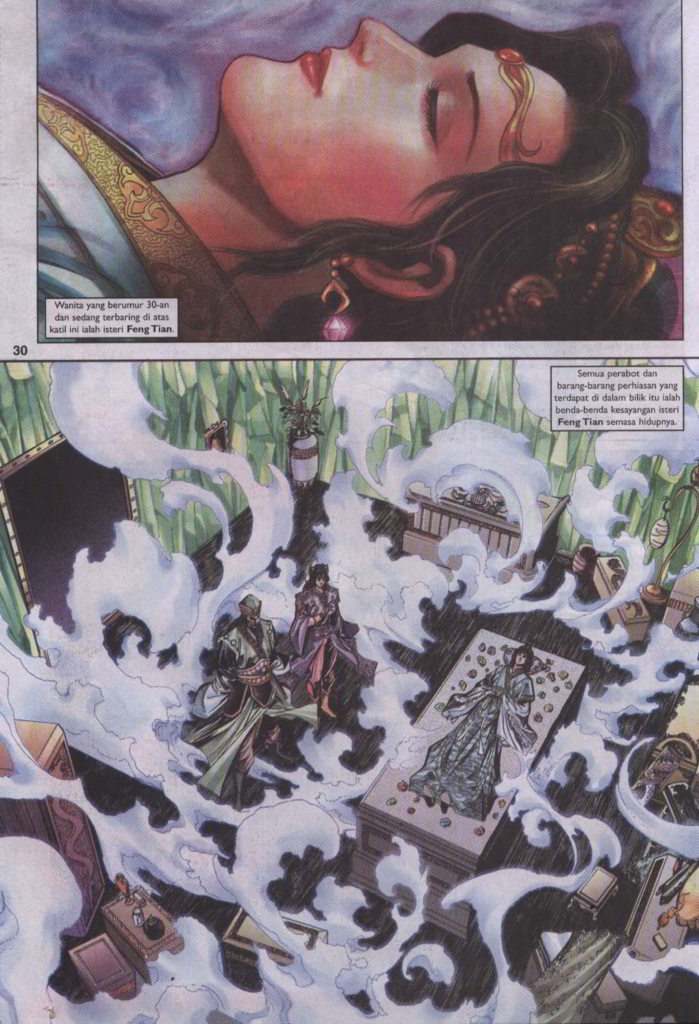 Wanita yang berumur 30-an
dan sedang terbaring di atas
katil ini ialah isteri Feng Tian.
30
Semua perabot dan
barang-barang perhiasan yang
terdapat di dalam bilik itu ialah
benda-benda kesayangan isteri
Feng Tian semasa hidupnya.